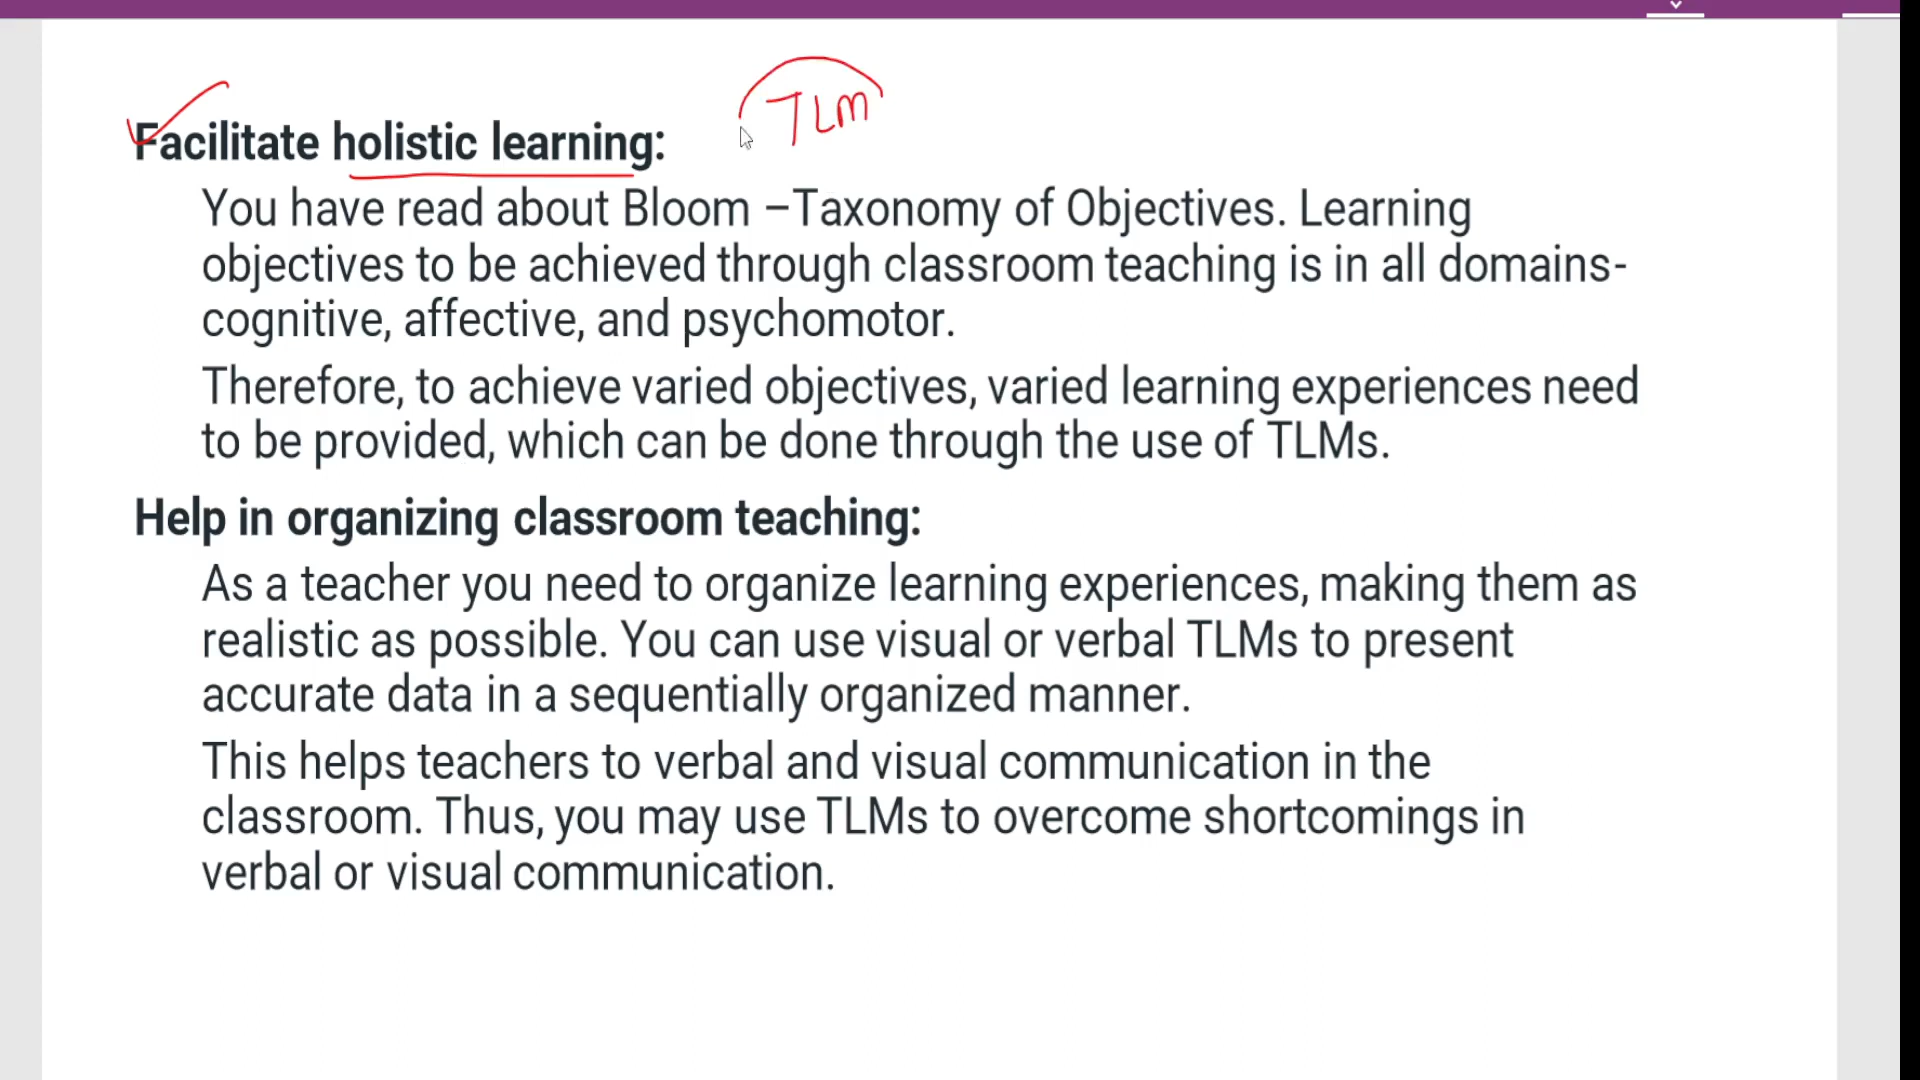 TLM
Facilitate holistic learning:
You have read about Bloom –Taxonomy of Objectives. Learning
objectives to be achieved through classroom teaching is in all domains-
cognitive, affective, and psychomotor.
Therefore, to achieve varied objectives, varied learning experiences need
to be provided, which can be done through the use of TLMs.
Help in organizing classroom teaching:
As a teacher you need to organize learning experiences, making them as
realistic as possible. You can use visual or verbal TLMs to present
accurate data in a sequentially organized manner.
This helps teachers to verbal and visual communication in the
classroom. Thus, you may use TLMs to overcome shortcomings in
verbal or visual communication.